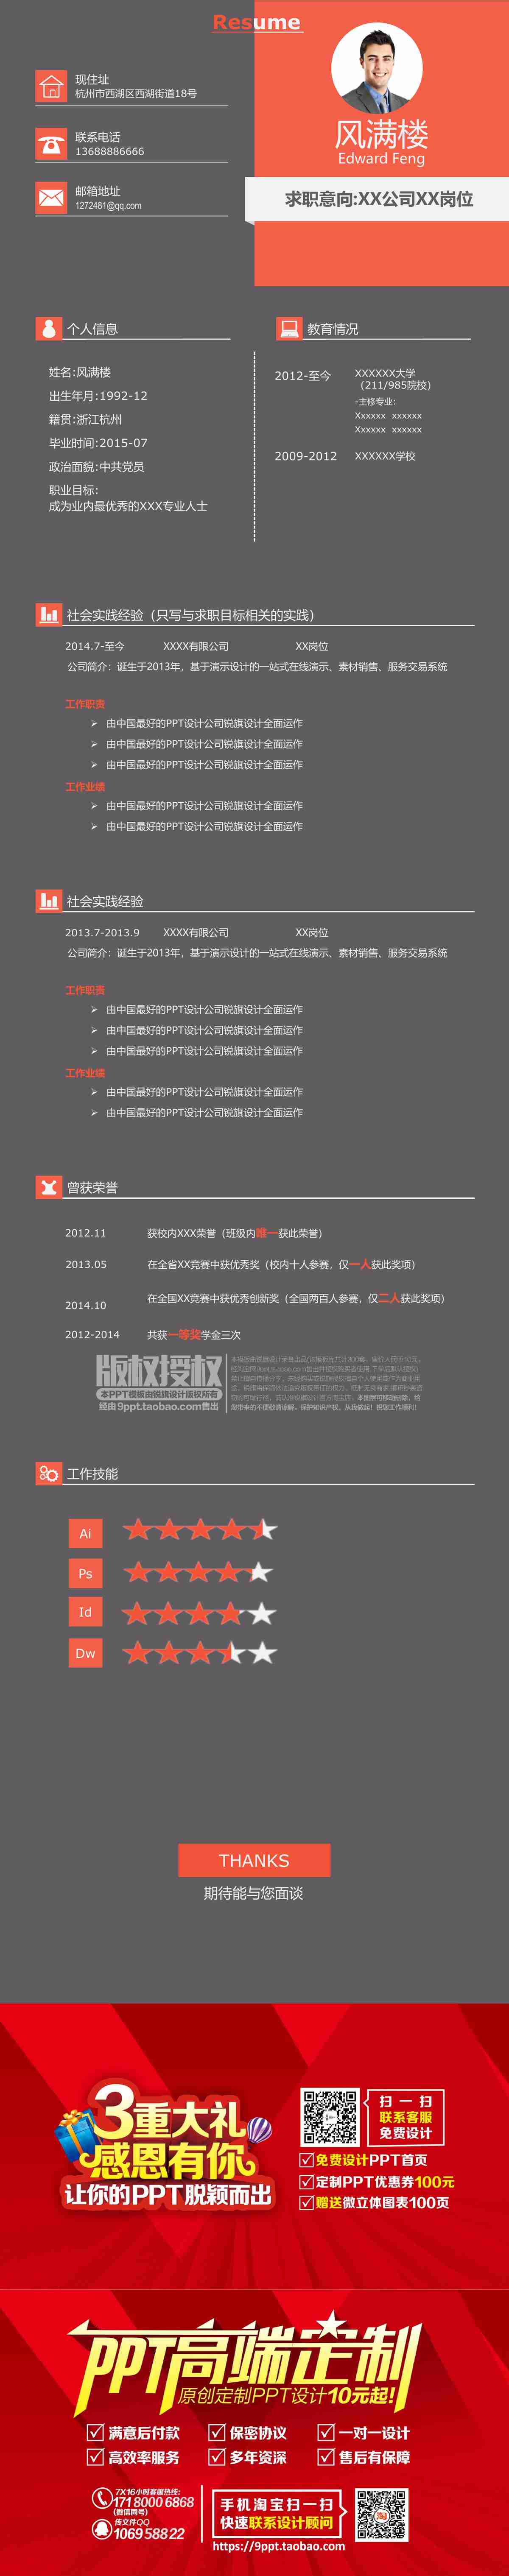 Resume
现住址
杭州市西湖区西湖街道18号
联系电话
13688886666
邮箱地址
1272481@qq.com
风满楼
Edward Feng
求职意向:XX公司XX岗位
个人信息
姓名:风满楼
出生年月:1992-12
籍贯:浙江杭州
毕业时间:2015-07
政治面貌:中共党员
职业目标:
成为业内最优秀的XXX专业人士
教育情况
2012-至今 XXXXXX大学
（211/985院校）
-主修专业:
Xxxxxx xxxxxx
Xxxxxx xxxxxx
2009-2012 XXXXXX学校
社会实践经验（只写与求职目标相关的实践）
2014.7-至今 XXXX有限公司 XX岗位
公司简介：诞生于2013年，基于演示设计的一站式在线演示、素材销售、服务交易系统
工作职责
由中国最好的PPT设计公司锐旗设计全面运作
由中国最好的PPT设计公司锐旗设计全面运作
由中国最好的PPT设计公司锐旗设计全面运作
工作业绩
由中国最好的PPT设计公司锐旗设计全面运作
由中国最好的PPT设计公司锐旗设计全面运作
社会实践经验
2013.7-2013.9 XXXX有限公司 XX岗位
公司简介：诞生于2013年，基于演示设计的一站式在线演示、素材销售、服务交易系统
工作职责
由中国最好的PPT设计公司锐旗设计全面运作
由中国最好的PPT设计公司锐旗设计全面运作
由中国最好的PPT设计公司锐旗设计全面运作
工作业绩
由中国最好的PPT设计公司锐旗设计全面运作
由中国最好的PPT设计公司锐旗设计全面运作
曾获荣誉
2012.11 获校内XXX荣誉（班级内唯一获此荣誉）
2013.05 在全省XX竞赛中获优秀奖（校内十人参赛，仅一人获此奖项）
2014.10 在全国XX竞赛中获优秀创新奖（全国两百人参赛，仅二人获此奖项）
2012-2014 共获一等奖学金三次
版权授权
本PPT模板由锐旗设计版权所有
经由9ppt.taobao.com售出
工作技能
Ai
Ps
Id
Dw
THANKS
期待能与您面谈
3重大礼
感恩有你
让你的PPT脱颖而出
扫一扫
联系客服
免费设计
免费设计PPT首页
定制PPT优惠券100元
赠送微立体图表100页
PPT高端定制
原创定制PPT设计10元起!
满意后付款 保密协议 一对一设计
高效率服务 多年资深 售后有保障
7X16小时客服热线:
171 8000 6868
(微信同号)
传文件QQ
1069 588 22
手机淘宝扫一扫
快速联系设计顾问
https://9ppt.taobao.com